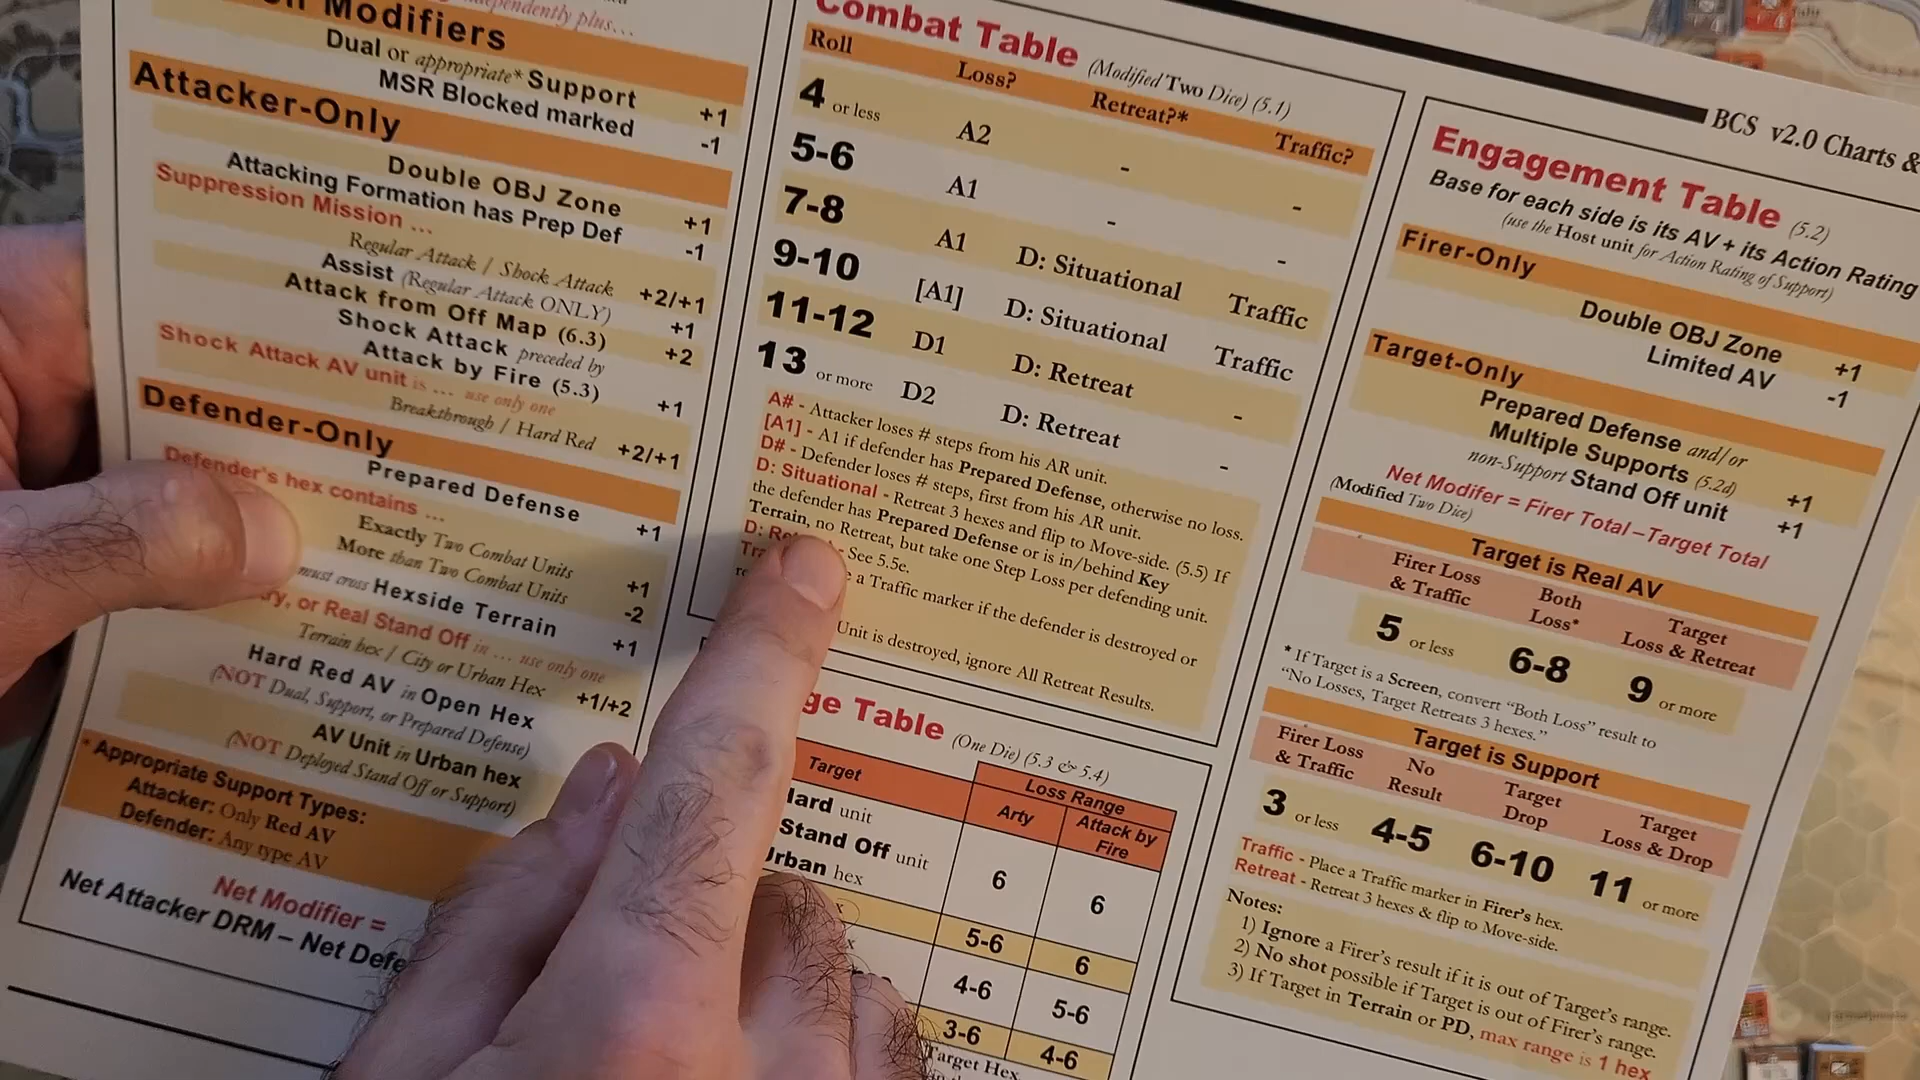 independently plus...
Modifiers
Dual or appropriate* Support +1
MSR Blocked marked -1
Attacker-Only
Double OBJ Zone +1
Attacking Formation has Prep Def -1
Suppression Mission ...
Regular Attack / Shock Attack +2/+1
Assist (Regular Attack ONLY) +1
Attack from Off Map (6.3) +2
Shock Attack preceded by
Attack by Fire (5.3) +1
Shock Attack AV unit is ... use only one
Breakthrough / Hard Red +2/+1
Defender-Only
Prepared Defense +1
Defender's hex contains ...
Exactly Two Combat Units +1
More than Two Combat Units -2
must cross Hexside Terrain +1
or Real Stand Off in ... use only one
Terrain hex / City or Urban Hex +1/+2
Hard Red AV in Open Hex
(NOT Dual, Support, or Prepared Defense)
AV Unit in Urban hex
(NOT Deployed Stand Off or Support)
* Appropriate Support Types:
Attacker: Only Red AV
Defender: Any type AV
Net Modifier =
Net Attacker DRM – Net
Combat Table (Modified Two Dice) (5.1)
Roll Loss? Retreat?* Traffic?
4 or less A2 - -
5-6 A1 - -
7-8 A1 D: Situational Traffic
9-10 [A1] D: Situational Traffic
11-12 D1 D: Retreat -
13 or more D2 D: Retreat -
A# - Attacker loses # steps from his AR unit.
[A1] - A1 if defender has Prepared Defense, otherwise no loss.
D# - Defender loses # steps, first from his AR unit.
D: Situational - Retreat 3 hexes and flip to Move-side. (5.5) If
the defender has Prepared Defense or is in/behind Key
Terrain, no Retreat, but take one Step Loss per defending unit.
- See 5.5e.
a Traffic marker if the defender is destroyed or
Unit is destroyed, ignore All Retreat Results.
Table (One Die) (5.3 & 5.4)
Target Loss Range
Arty Attack by
Fire
Hard unit
Stand Off unit
Urban hex 6 6
5-6 6
4-6 5-6
3-6 4-6
Target Hex
BCS v2.0 Charts &
Engagement Table (5.2)
Base for each side is its AV + its Action Rating
(use the Host unit for Action Rating of Support)
Firer-Only
Double OBJ Zone +1
Limited AV -1
Target-Only
Prepared Defense and/or
Multiple Supports (5.2d) +1
non-Support Stand Off unit +1
Net Modifer = Firer Total – Target Total
(Modified Two Dice)
Target is Real AV
Firer Loss
& Traffic Both
Loss* Target
Loss & Retreat
5 or less 6-8 9 or more
* If Target is a Screen, convert "Both Loss" result to
"No Losses, Target Retreats 3 hexes."
Target is Support
Firer Loss
& Traffic No
Result Target
Drop Target
Loss & Drop
3 or less 4-5 6-10 11 or more
Traffic - Place a Traffic marker in Firer's hex.
Retreat - Retreat 3 hexes & flip to Move-side.
Notes:
1) Ignore a Firer's result if it is out of Target's range.
2) No shot possible if Target is out of Firer's range.
3) If Target in Terrain or PD, max range is 1 hex